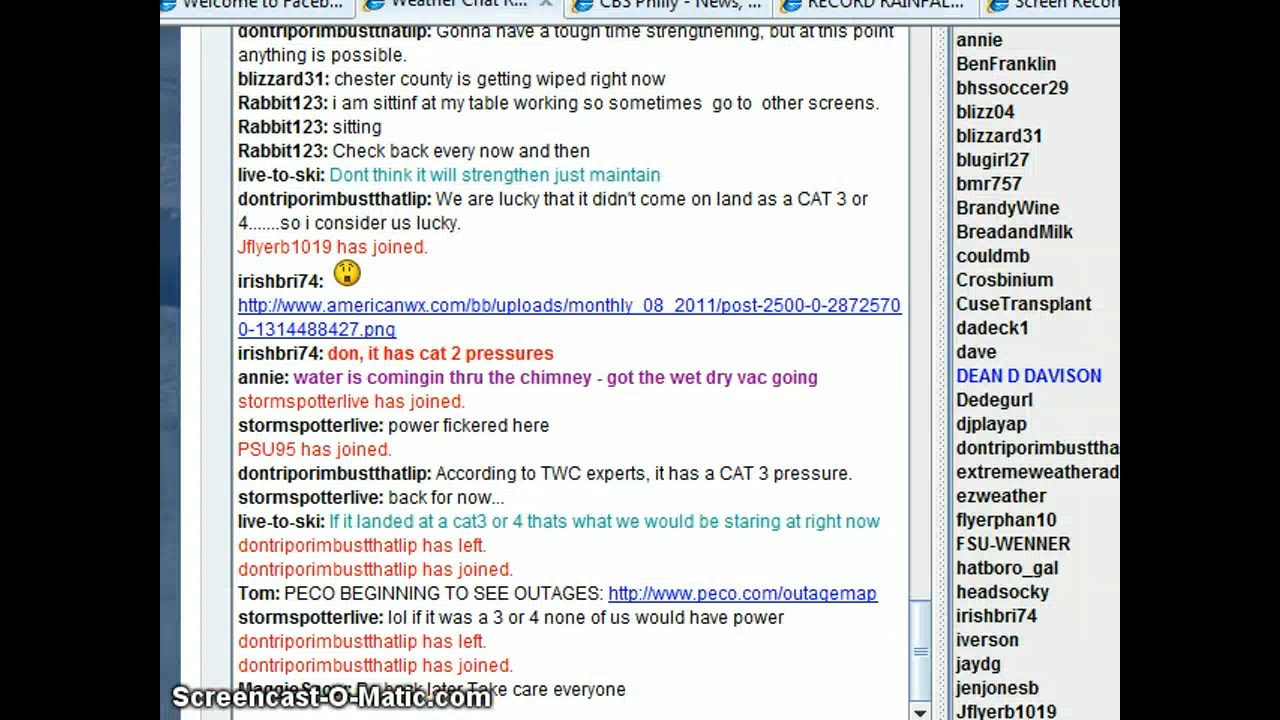 Welcome to Faceb...
Weather Chat R...
CBS Philly - News, ...
RECORD RAINFAL...
Screen Recor
dontriporimbustthatlip: Gonna have a tough time strengthening, but at this point
anything is possible.
blizzard31: chester county is getting wiped right now
Rabbit123: i am sittinf at my table working so sometimes go to other screens.
Rabbit123: sitting
Rabbit123: Check back every now and then
live-to-ski: Dont think it will strengthen just maintain
dontriporimbustthatlip: We are lucky that it didn't come on land as a CAT 3 or
4.......so i consider us lucky.
Jflyerb1019 has joined.
irishbri74:
http://www.americanwx.com/bb/uploads/monthly_08_2011/post-2500-0-2872570
0-1314488427.png
irishbri74: don, it has cat 2 pressures
annie: water is comingin thru the chimney - got the wet dry vac going
stormspotterlive has joined.
stormspotterlive: power fickered here
PSU95 has joined.
dontriporimbustthatlip: According to TWC experts, it has a CAT 3 pressure.
stormspotterlive: back for now...
live-to-ski: If it landed at a cat3 or 4 thats what we would be staring at right now
dontriporimbustthatlip has left.
dontriporimbustthatlip has joined.
Tom: PECO BEGINNING TO SEE OUTAGES: http://www.peco.com/outagemap
stormspotterlive: lol if it was a 3 or 4 none of us would have power
dontriporimbustthatlip has left.
dontriporimbustthatlip has joined.
later Take care everyone
Screencast-O-Matic.com
annie
BenFranklin
bhssoccer29
blizz04
blizzard31
blugirl27
bmr757
BrandyWine
BreadandMilk
couldmb
Crosbinium
CuseTransplant
dadeck1
dave
DEAN D DAVISON
Dedegurl
djplayap
dontriporimbusttha
extremeweatherad
ezweather
flyerphan10
FSU-WENNER
hatboro_gal
headsocky
irishbri74
iverson
jaydg
jenjonesb
Jflyerb1019